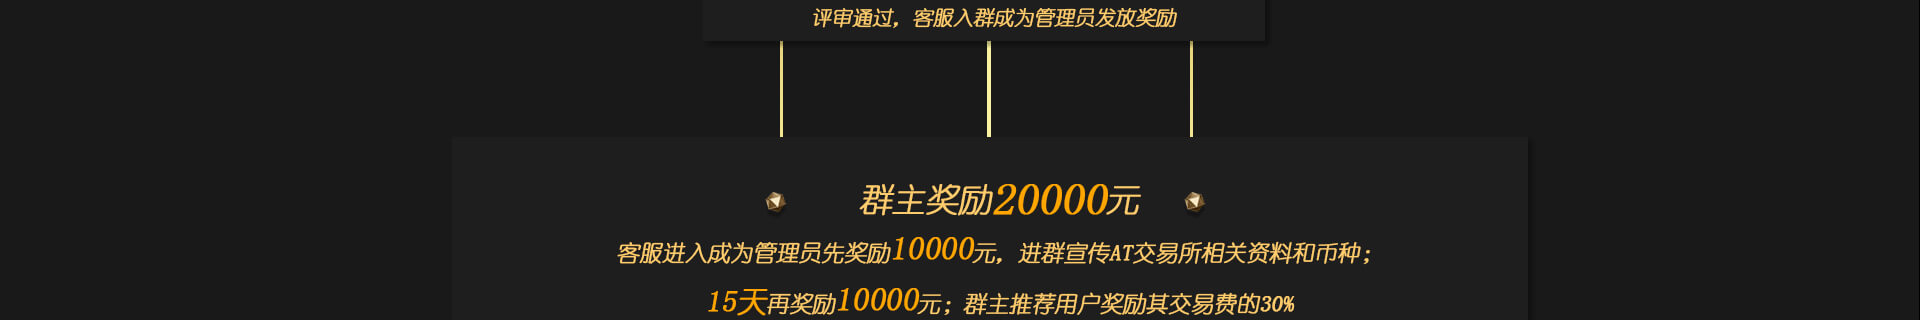 评审通过，客服入群成为管理员发放奖励
群主奖励20000元
客服进入成为管理员先奖励10000元，进群宣传AT交易所相关资料和币种；
15天再奖励10000元；群主推荐用户奖励其交易费的30%